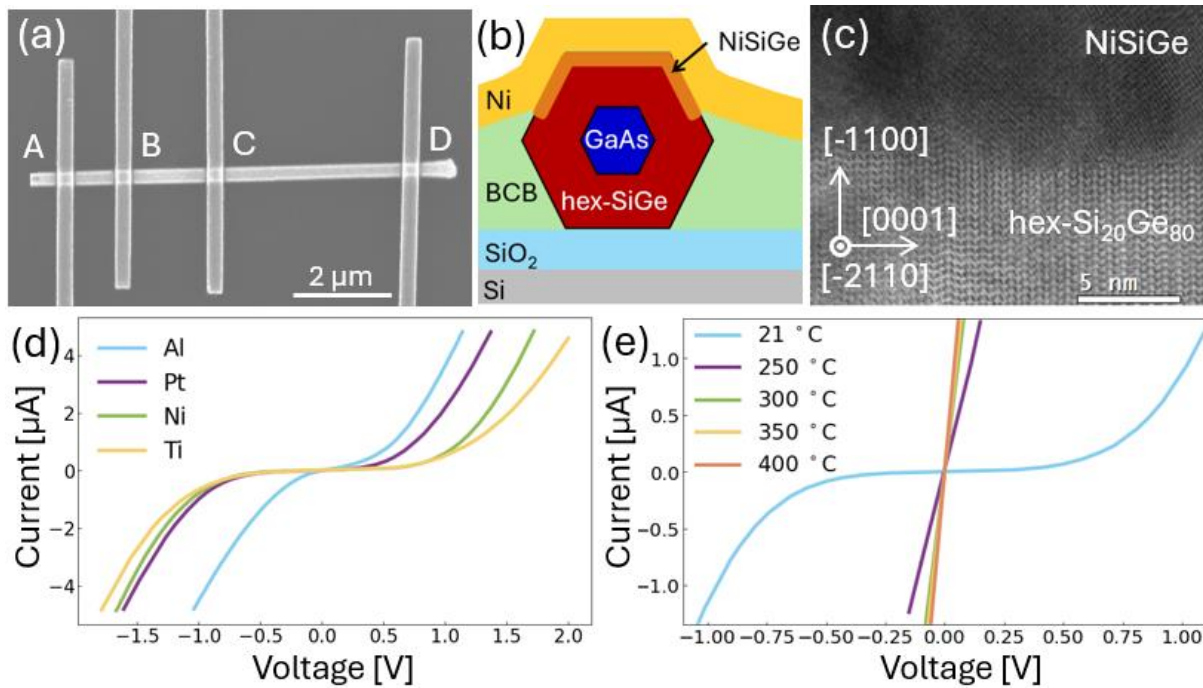 (a)
A
B
C
D
2 μm
(b)
NiSiGe
Ni
GaAs
BCB
hex-SiGe
SiO₂
Si
(c)
NiSiGe
[-1100]
[0001]
hex-Si₂₀Ge₈₀
[-2110]
5 nm
(d)
Al
Pt
Ni
Ti
Current [μA]
4
2
0
−2
−4
−1.5 −1.0 −0.5 0.0 0.5 1.0 1.5 2.0
Voltage [V]
(e)
21 °C
250 °C
300 °C
350 °C
400 °C
Current [μA]
1.0
0.5
0.0
−0.5
−1.0
−1.00 −0.75 −0.50 −0.25 0.00 0.25 0.50 0.75 1.00
Voltage [V]